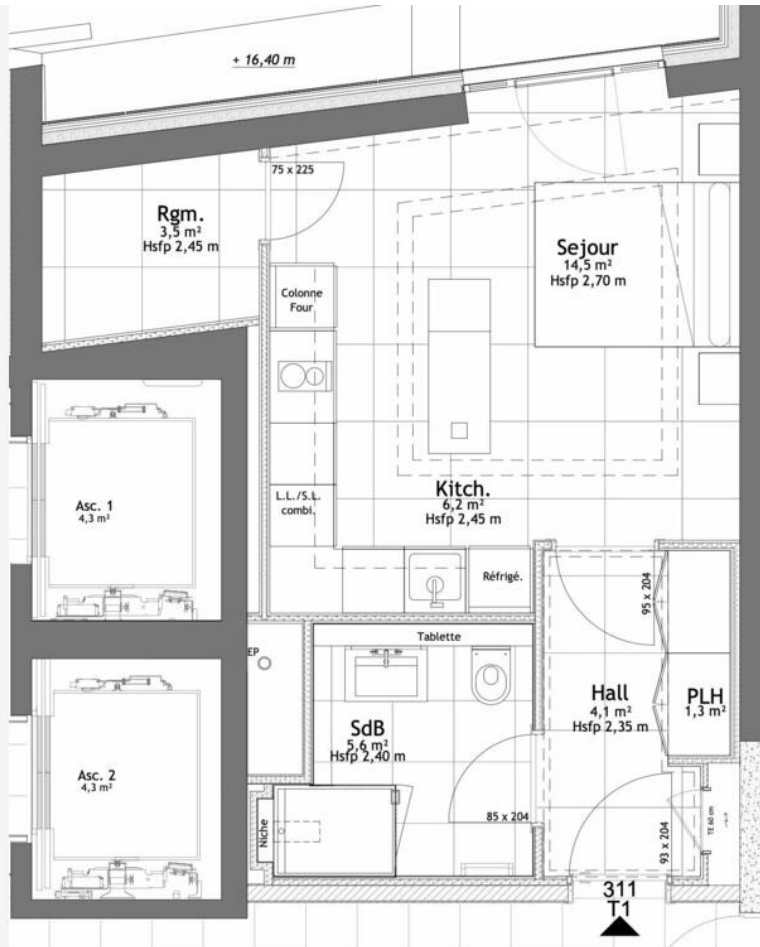 + 16,40 m
75 x 225
Rgm.
3,5 m²
Hsfp 2,45 m
Sejour
14,5 m²
Hsfp 2,70 m
Colonne
Four
Asc. 1
4,3 m²
L.L./S.L.
combi.
Kitch.
6,2 m²
Hsfp 2,45 m
Réfrigé.
95 x 204
Tablette
EP
Hall
4,1 m²
Hsfp 2,35 m
PLH
1,3 m²
SdB
5,6 m²
Hsfp 2,40 m
Asc. 2
4,3 m²
Niche
85 x 204
93 x 204
TE 60 cm
311
T1